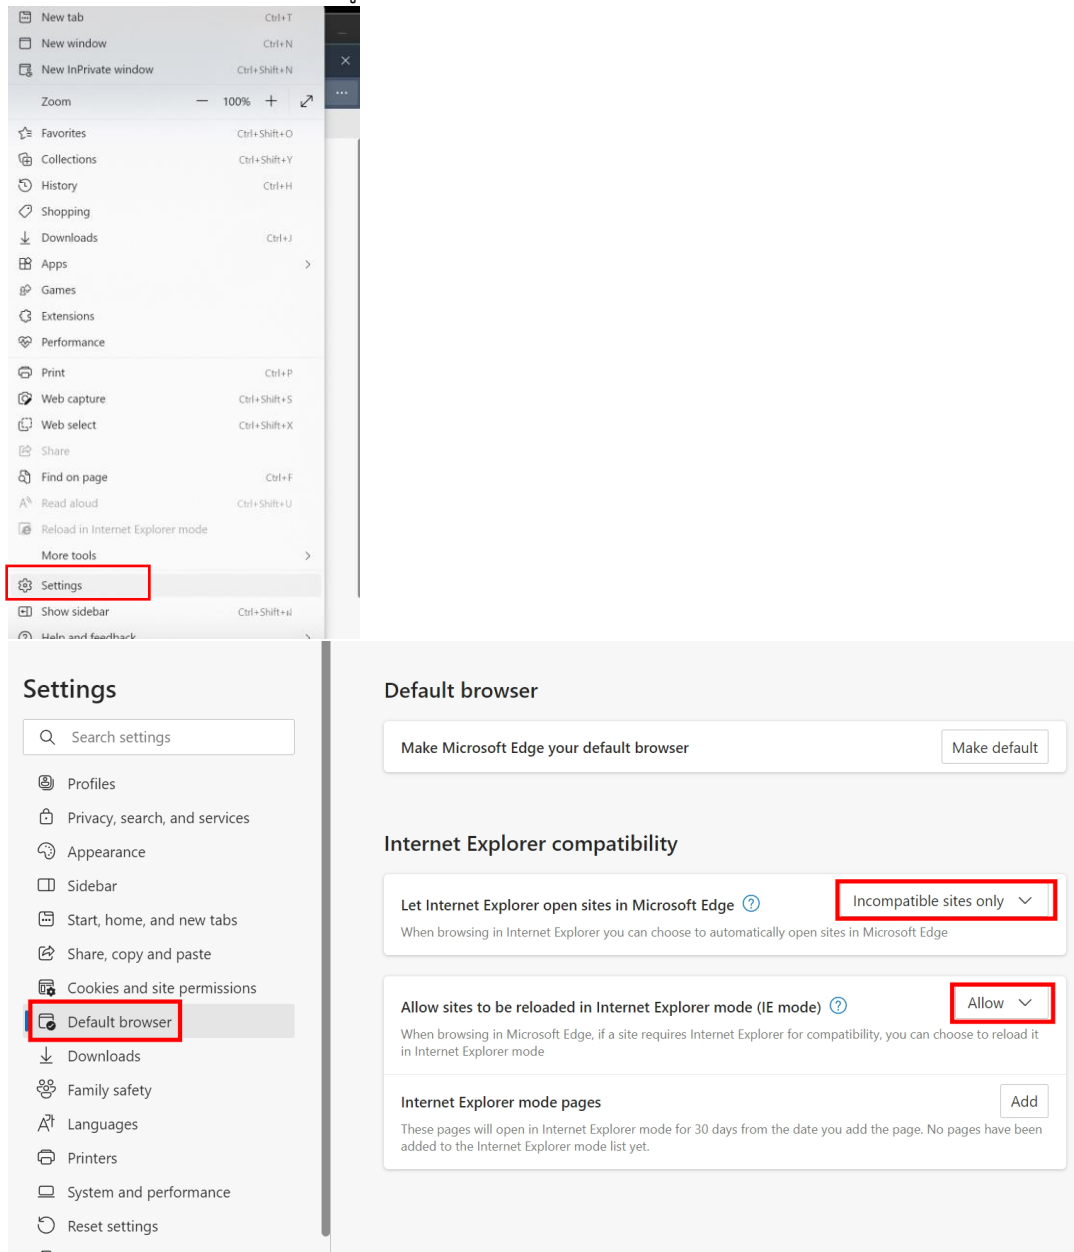 New tab Ctrl+T
New window Ctrl+N
New InPrivate window Ctrl+Shift+N
Zoom — 100% +
Favorites Ctrl+Shift+O
Collections Ctrl+Shift+Y
History Ctrl+H
Shopping
Downloads Ctrl+J
Apps
Games
Extensions
Performance
Print Ctrl+P
Web capture Ctrl+Shift+S
Web select Ctrl+Shift+X
Share
Find on page Ctrl+F
Read aloud Ctrl+Shift+U
Reload in Internet Explorer mode
More tools
Settings
Show sidebar Ctrl+Shift+/
Help and feedback
Settings
Search settings
Profiles
Privacy, search, and services
Appearance
Sidebar
Start, home, and new tabs
Share, copy and paste
Cookies and site permissions
Default browser
Downloads
Family safety
Languages
Printers
System and performance
Reset settings
Default browser
Make Microsoft Edge your default browser Make default
Internet Explorer compatibility
Let Internet Explorer open sites in Microsoft Edge ? Incompatible sites only
When browsing in Internet Explorer you can choose to automatically open sites in Microsoft Edge
Allow sites to be reloaded in Internet Explorer mode (IE mode) ? Allow
When browsing in Microsoft Edge, if a site requires Internet Explorer for compatibility, you can choose to reload it
in Internet Explorer mode
Internet Explorer mode pages Add
These pages will open in Internet Explorer mode for 30 days from the date you add the page. No pages have been
added to the Internet Explorer mode list yet.